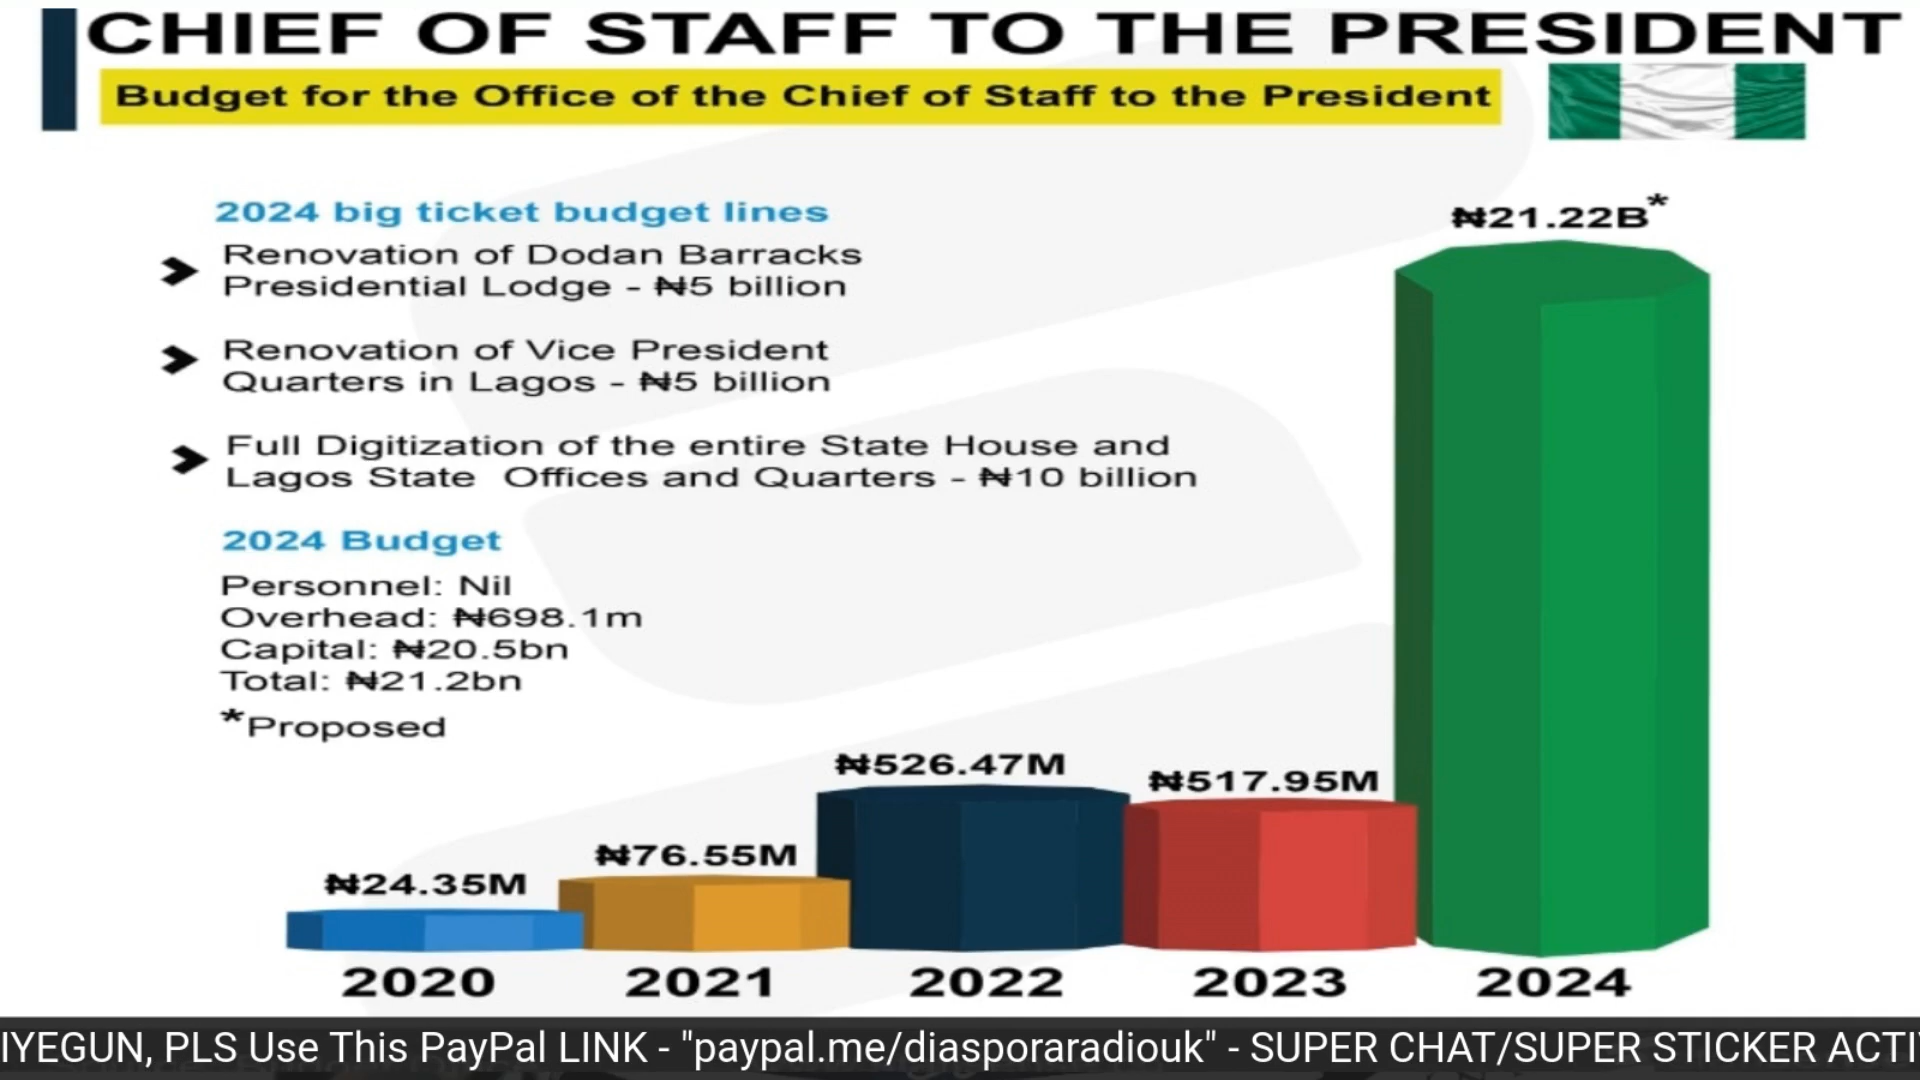 CHIEF OF STAFF TO THE PRESIDENT
Budget for the Office of the Chief of Staff to the President
2024 big ticket budget lines
Renovation of Dodan Barracks
Presidential Lodge - ₦5 billion
Renovation of Vice President
Quarters in Lagos - ₦5 billion
Full Digitization of the entire State House and
Lagos State Offices and Quarters - ₦10 billion
2024 Budget
Personnel: Nil
Overhead: ₦698.1m
Capital: ₦20.5bn
Total: ₦21.2bn
*Proposed
₦24.35M
₦76.55M
₦526.47M
₦517.95M
₦21.22B*
2020 2021 2022 2023 2024
IYEGUN, PLS Use This PayPal LINK - "paypal.me/diasporaradiouk" - SUPER CHAT/SUPER STICKER ACTI